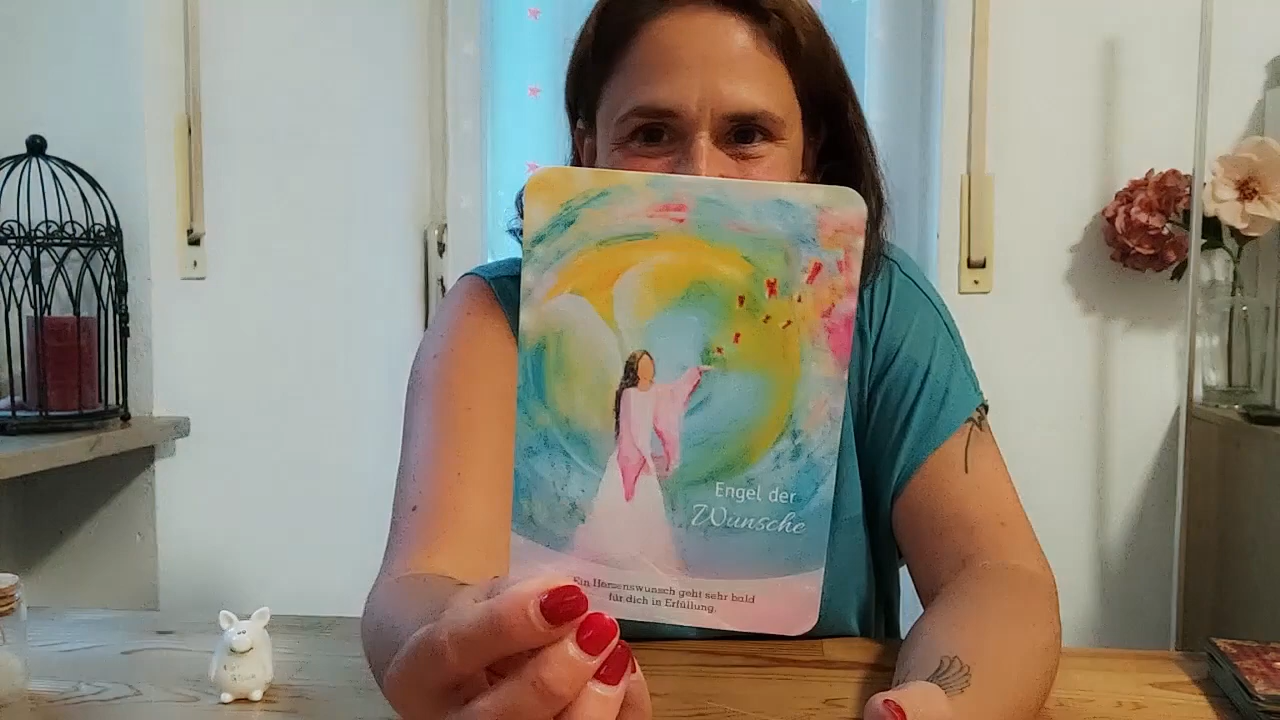 Engel der
Wünsche
Ein Herzenswunsch geht sehr bald
für dich in Erfüllung.